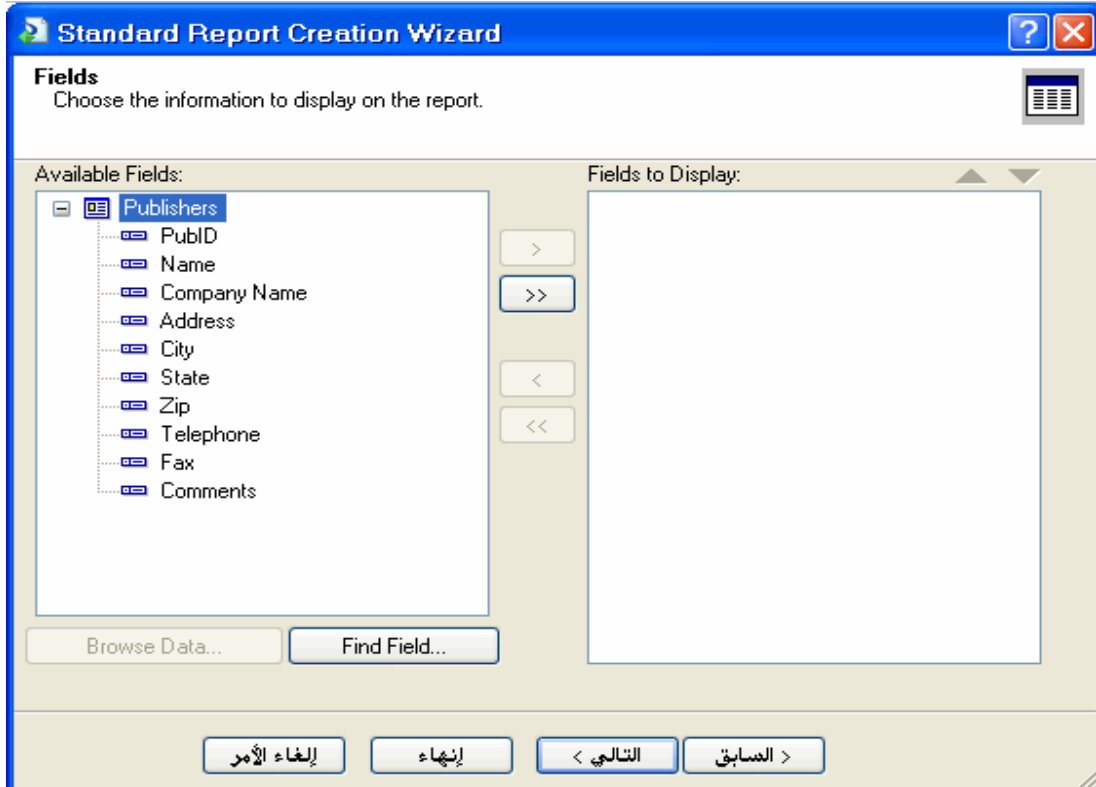 Standard Report Creation Wizard
Fields
Choose the information to display on the report.
Available Fields:
Fields to Display:
Publishers
PubID
Name
Company Name
Address
City
State
Zip
Telephone
Fax
Comments
>
>>
<
<<
Browse Data...
Find Field...
< السابق
التالي >
إنهاء
إلغاء الأمر